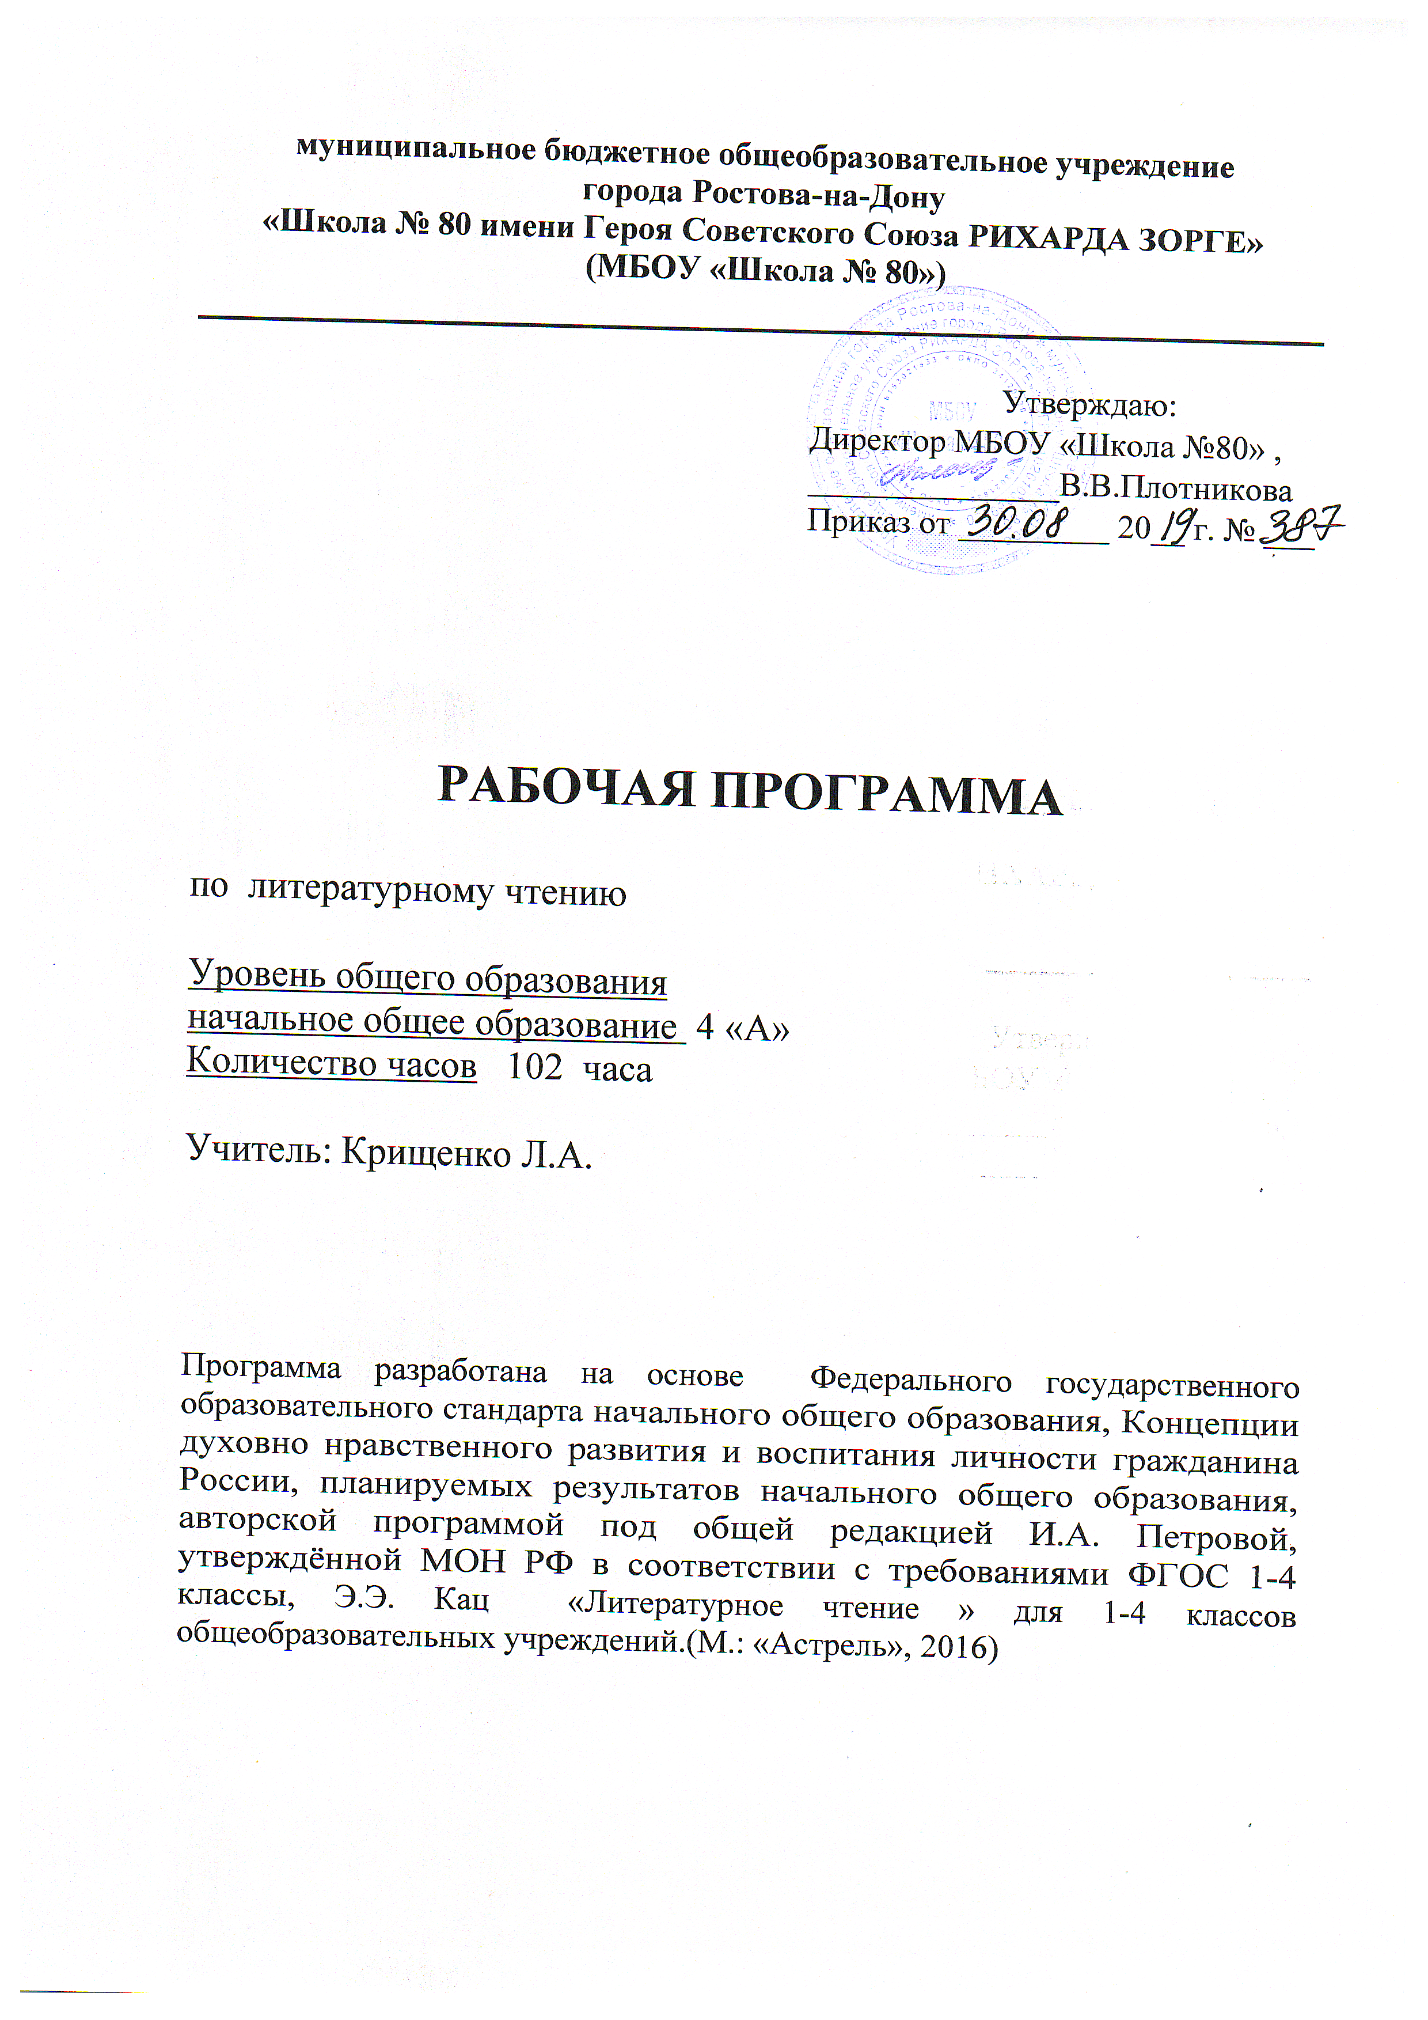 муниципальное бюджетное общеобразовательное учреждение
города Ростова-на-Дону
«Школа № 80 имени Героя Советского Союза РИХАРДА ЗОРГЕ»
(МБОУ «Школа № 80»)
Утверждаю:
Директор МБОУ «Школа №80» ,
В.В.Плотникова
Приказ от 30.08 2019г. № 387
РАБОЧАЯ ПРОГРАММА
по литературному чтению
Уровень общего образования
начальное общее образование 4 «А»
Количество часов 102 часа
Учитель: Крищенко Л.А.
Программа разработана на основе Федерального государственного
образовательного стандарта начального общего образования, Концепции
духовно нравственного развития и воспитания личности гражданина
России, планируемых результатов начального общего образования,
авторской программой под общей редакцией И.А. Петровой,
утверждённой МОН РФ в соответствии с требованиями ФГОС 1-4
классы, Э.Э. Кац «Литературное чтение » для 1-4 классов
общеобразовательных учреждений.(М.: «Астрель», 2016)